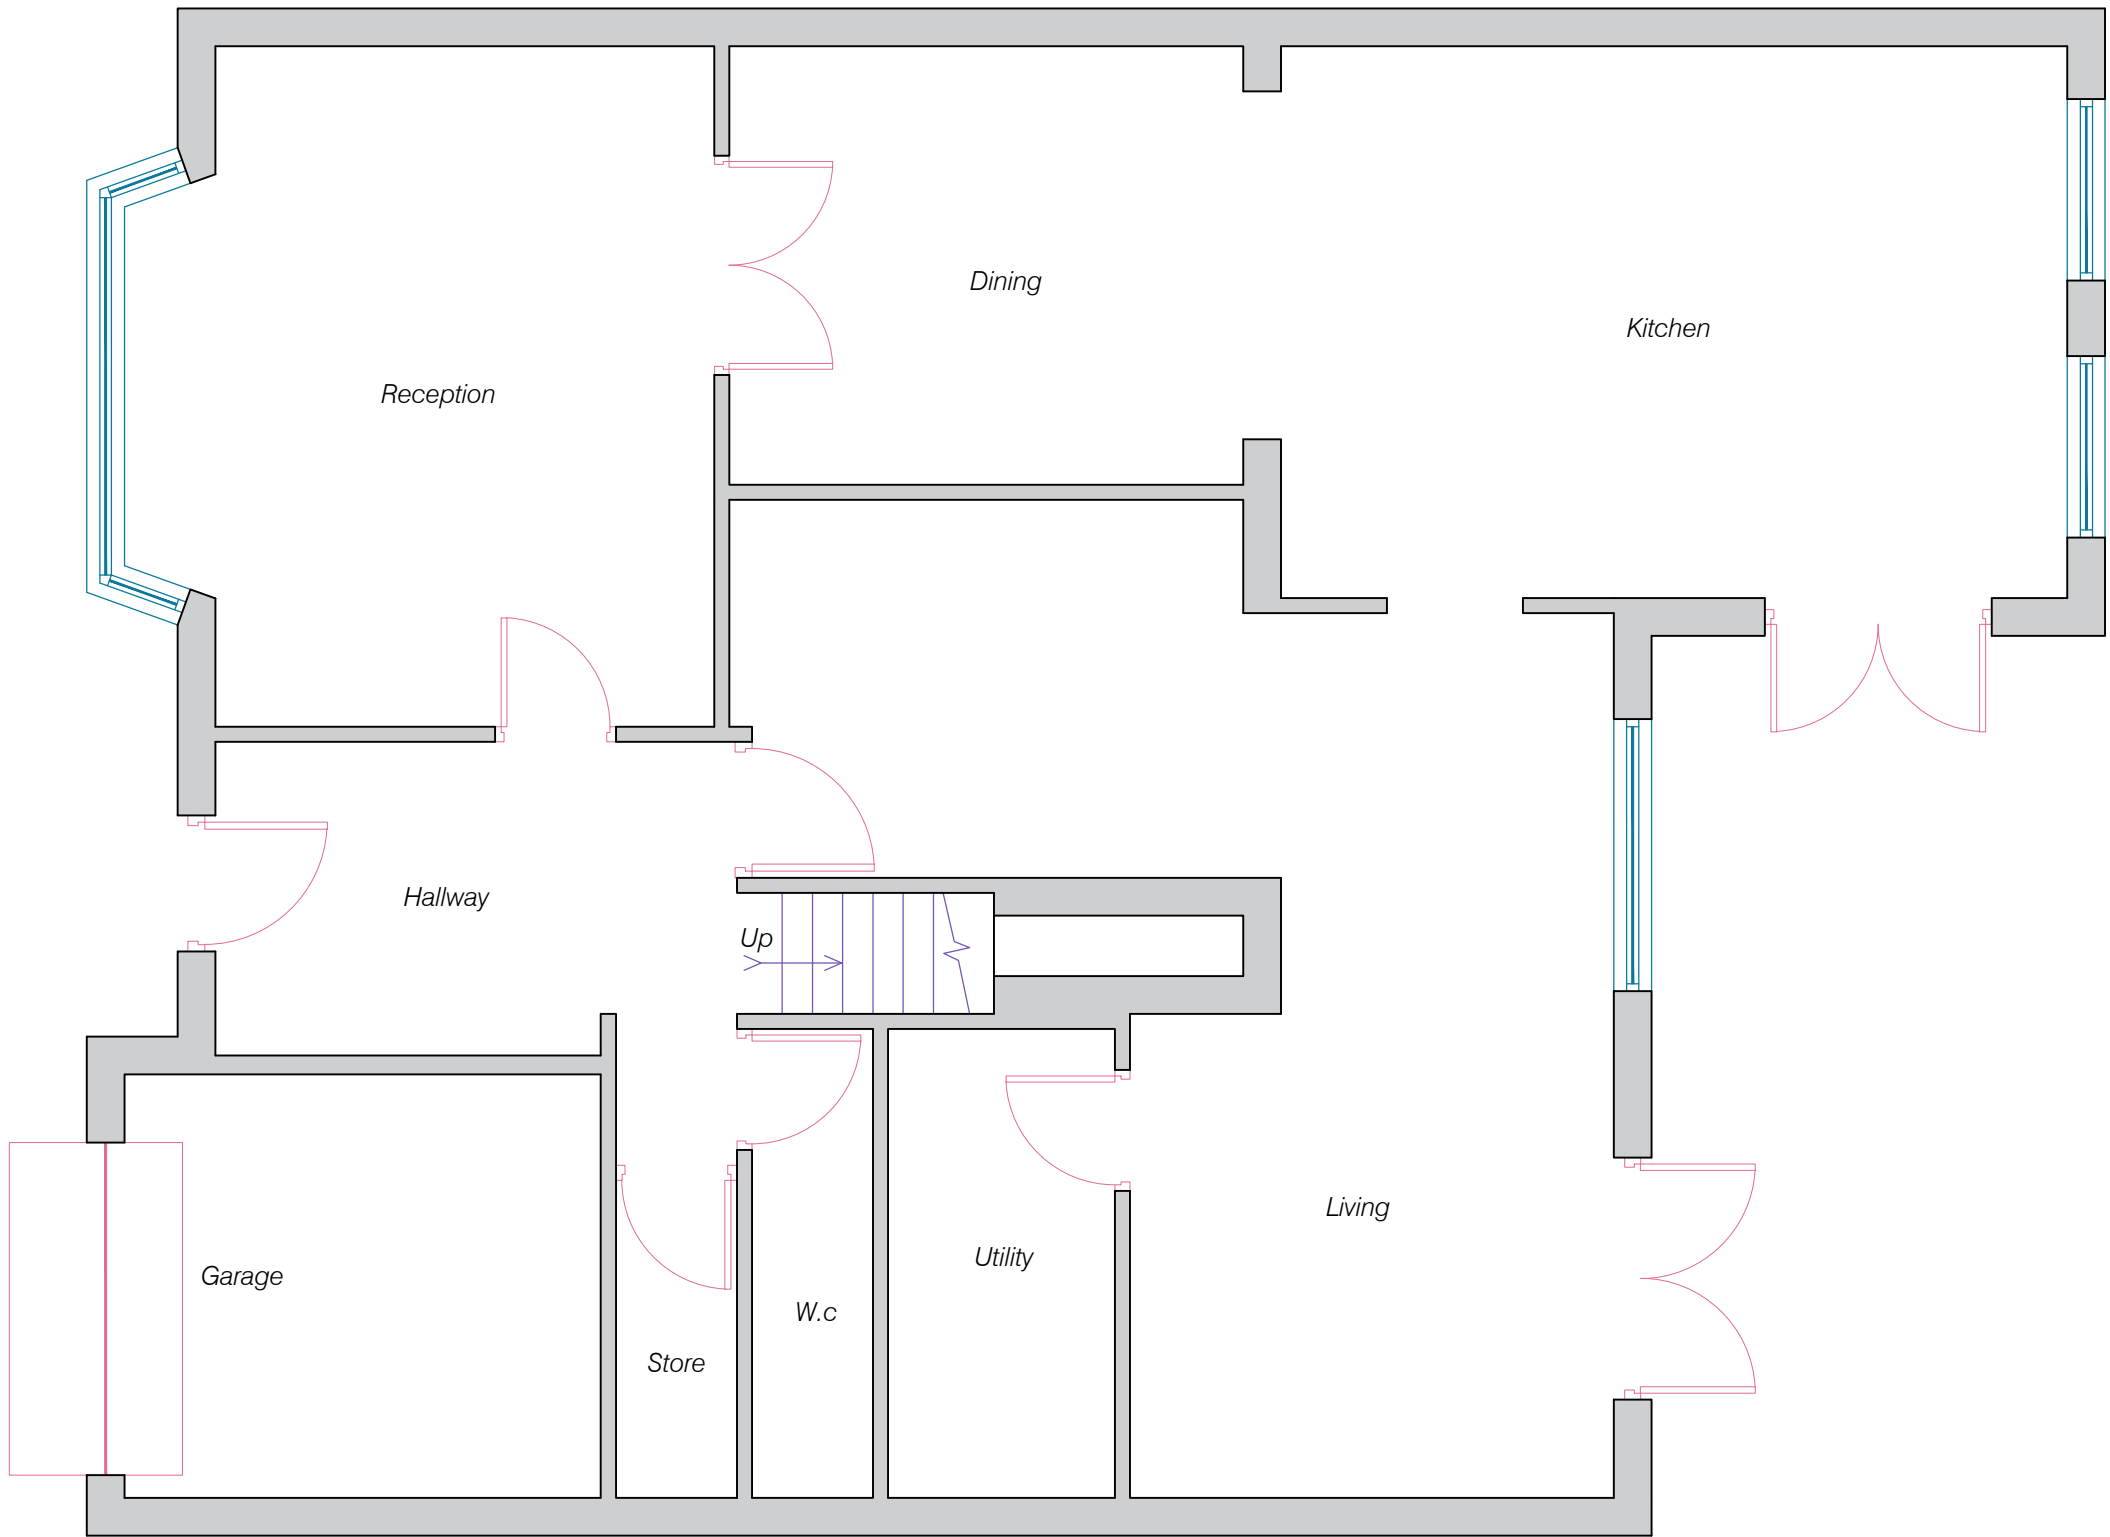 Dining
Kitchen
Reception
Hallway
Up
Living
Utility
Garage
W.c
Store